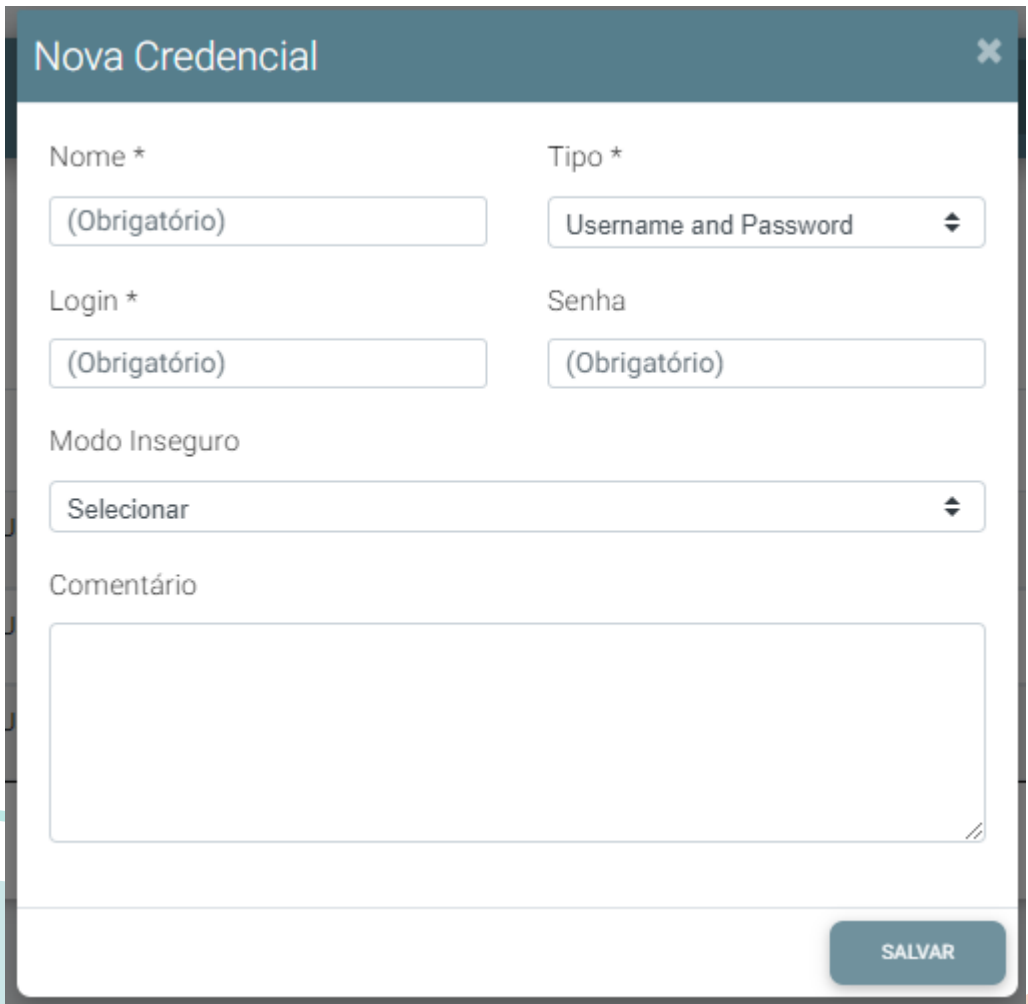 Nova Credencial
Nome *
Tipo *
(Obrigatório)
Username and Password
Login *
Senha
(Obrigatório)
(Obrigatório)
Modo Inseguro
Selecionar
Comentário
SALVAR